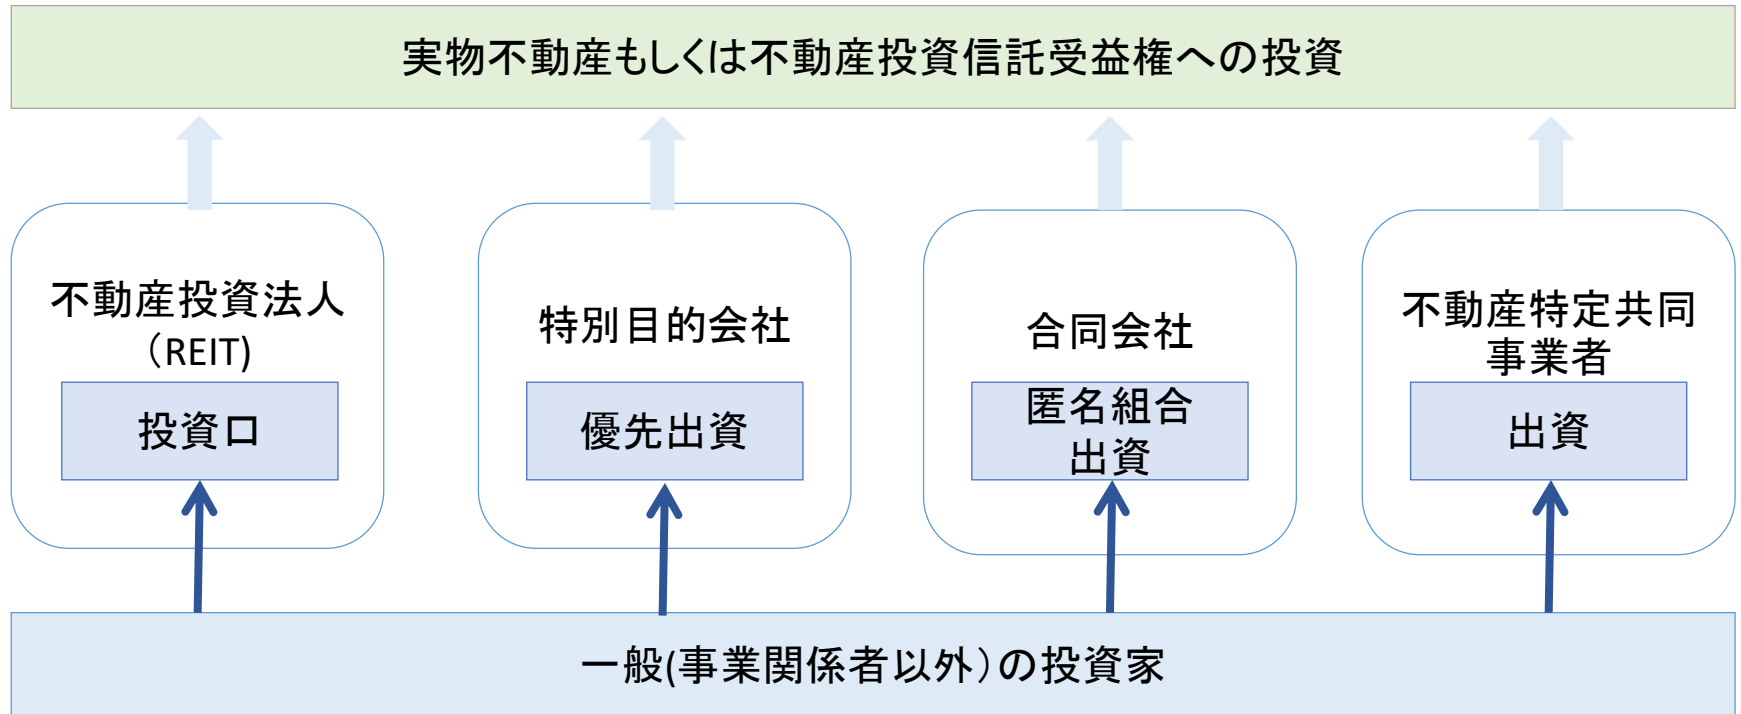 実物不動産もしくは不動産投資信託受益権への投資
不動産投資法人
（REIT)
投資口
特別目的会社
優先出資
合同会社
匿名組合
出資
不動産特定共同
事業者
出資
一般(事業関係者以外）の投資家